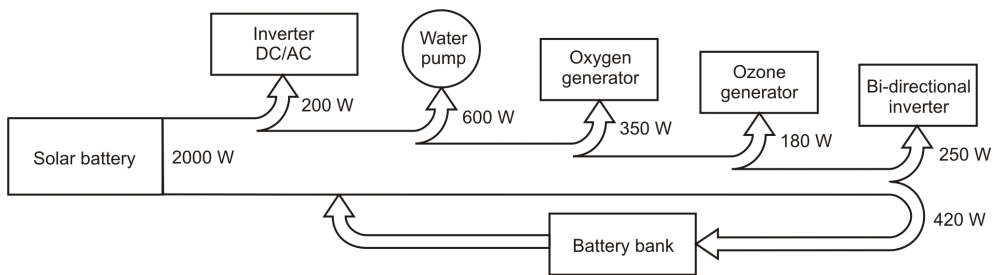 Inverter
DC/AC
Water
pump
Oxygen
generator
Ozone
generator
Bi-directional
inverter
200 W
600 W
350 W
180 W
250 W
Solar battery
2000 W
420 W
Battery bank